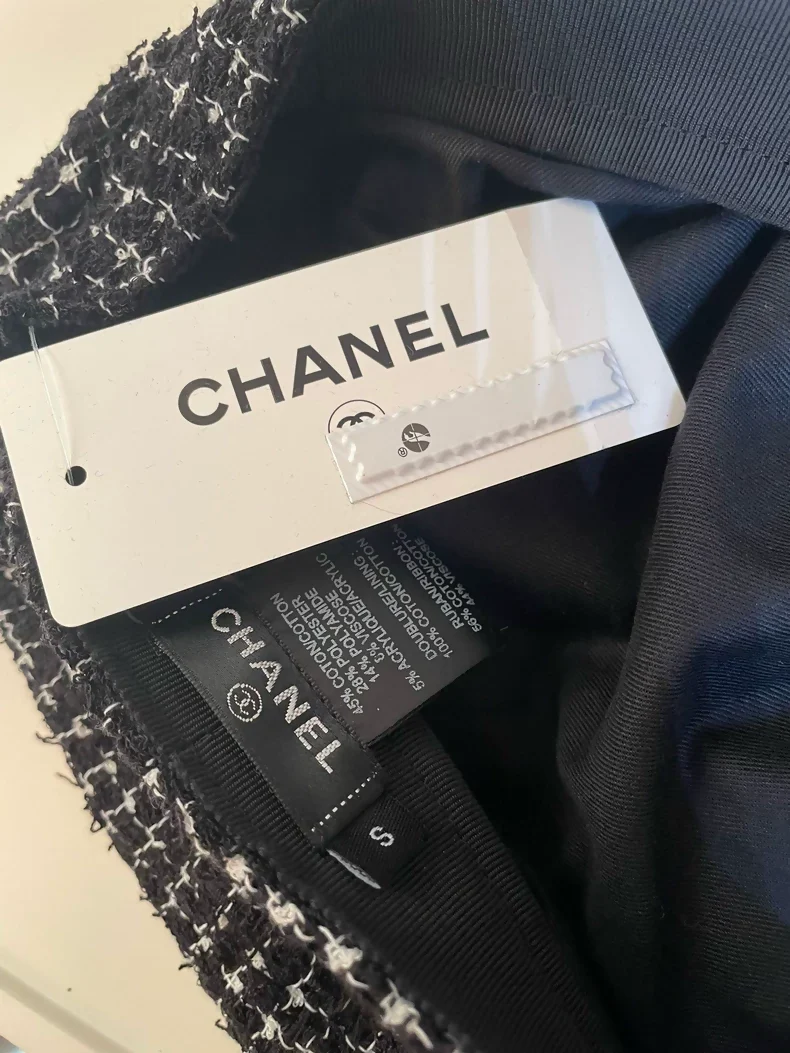 CHANEL
®
CHANEL
S
45% COTON/COTTON
28% POLYESTER
14% POLYAMIDE
8% VISCOSE
5% ACRYLIQUE/ACRYLIC
DOUBLURE/LINING:
100% COTON/COTTON
RUBAN/RIBBON:
56% COTON/COTTON
44% VISCOSE